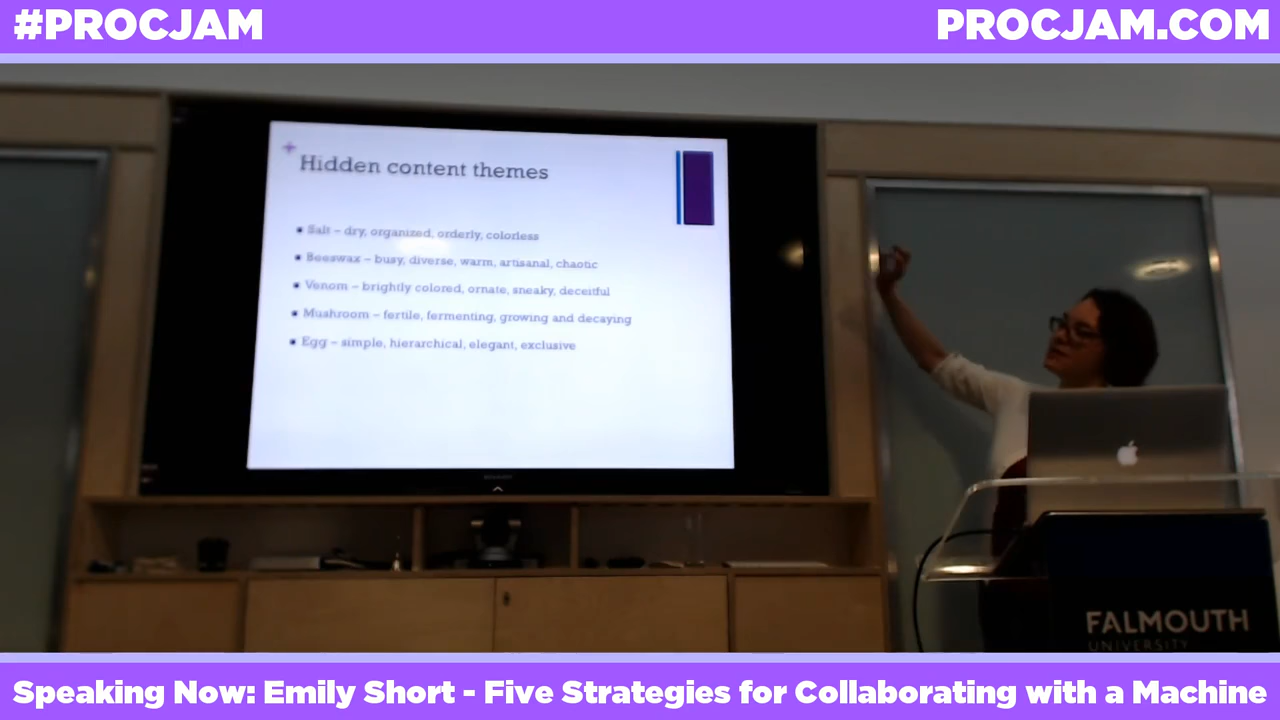 #PROCJAM
PROCJAM.COM
Hidden content themes
Salt – dry, organized, orderly, colorless
Beeswax – busy, diverse, warm, artisanal, chaotic
Venom – brightly colored, ornate, sneaky, deceitful
Mushroom – fertile, fermenting, growing and decaying
Egg – simple, hierarchical, elegant, exclusive
FALMOUTH
UNIVERSITY
Speaking Now: Emily Short - Five Strategies for Collaborating with a Machine